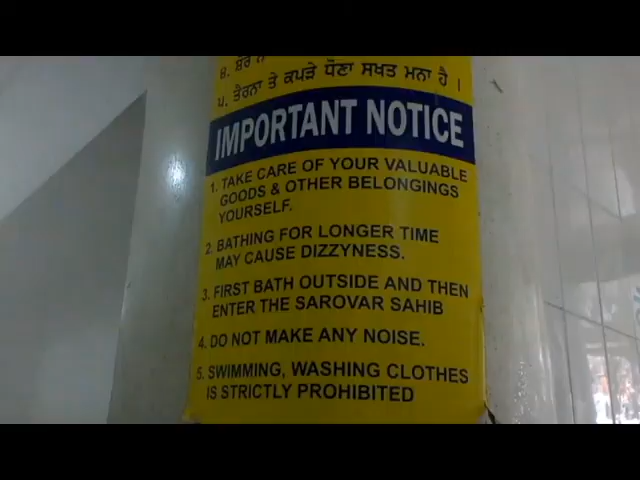 ੪. ਸ਼ੋਰ ਨਾ
੫. ਤੈਰਨਾ ਤੇ ਕਪੜੇ ਧੋਣਾ ਸਖਤ ਮਨਾ ਹੈ ।
IMPORTANT NOTICE
1. TAKE CARE OF YOUR VALUABLE
GOODS & OTHER BELONGINGS
YOURSELF.
2. BATHING FOR LONGER TIME
MAY CAUSE DIZZYNESS.
3. FIRST BATH OUTSIDE AND THEN
ENTER THE SAROVAR SAHIB
4. DO NOT MAKE ANY NOISE.
5. SWIMMING, WASHING CLOTHES
IS STRICTLY PROHIBITED